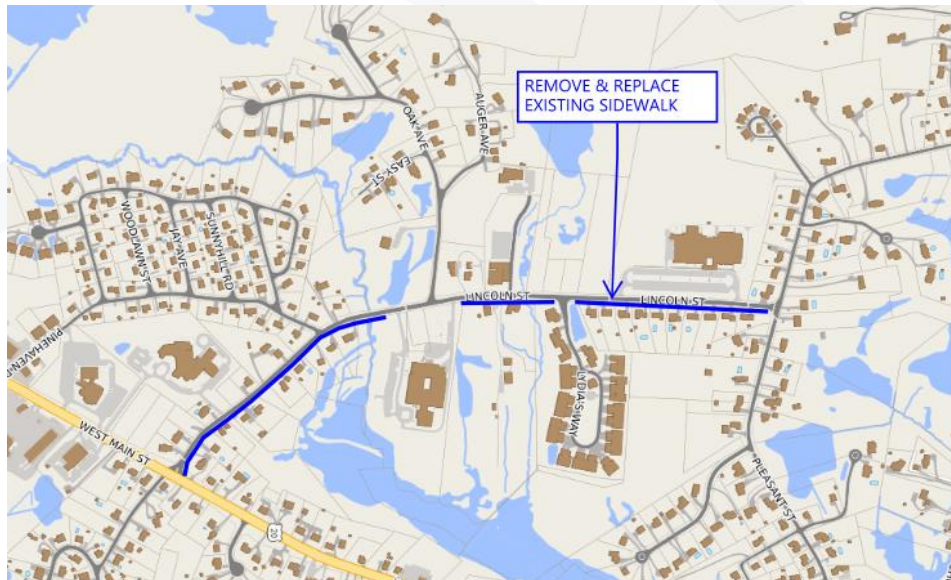 REMOVE & REPLACE
EXISTING SIDEWALK
OAK AVE
AUGER AVE
EASY ST
WOODLAWN ST
JAY AVE
SUNNYHILL RD
LINCOLN ST
LINCOLN ST
LYDIA'S WAY
WEST MAIN ST
20
PLEASANT ST